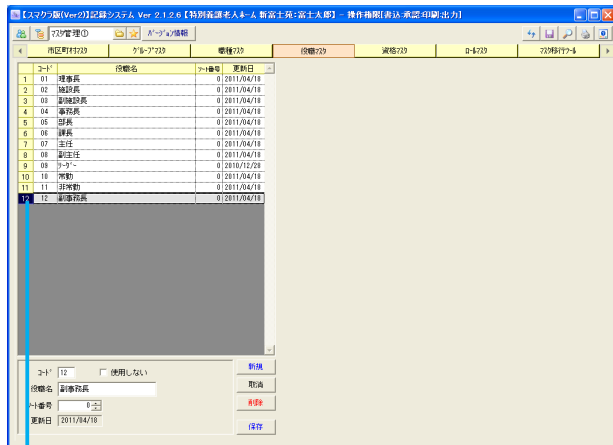 【スマクラ版(Ver2)】記録システム Ver 2.1.2.6 【特別養護老人ホーム 新富士苑:富士太郎】 - 操作権限[書込:承認:印刷:出力]
マスタ管理① バージョン情報
市区町村マスタ グループマスタ 職種マスタ 役職マスタ 資格マスタ ロールマスタ マスタ移行ツール
コード 役職名 ソート番号 更新日
1 01 理事長 0 2011/04/18
2 02 施設長 0 2011/04/18
3 03 副施設長 0 2011/04/18
4 04 事務長 0 2011/04/18
5 05 部長 0 2011/04/18
6 06 課長 0 2011/04/18
7 07 主任 0 2011/04/18
8 08 副主任 0 2011/04/18
9 09 リーダー 0 2010/12/28
10 10 常勤 0 2011/04/18
11 11 非常勤 0 2011/04/18
12 12 副事務長 0 2011/04/18
コード 12 使用しない
役職名 副事務長
ソート番号 0
更新日 2011/04/18
新規
取消
削除
保存